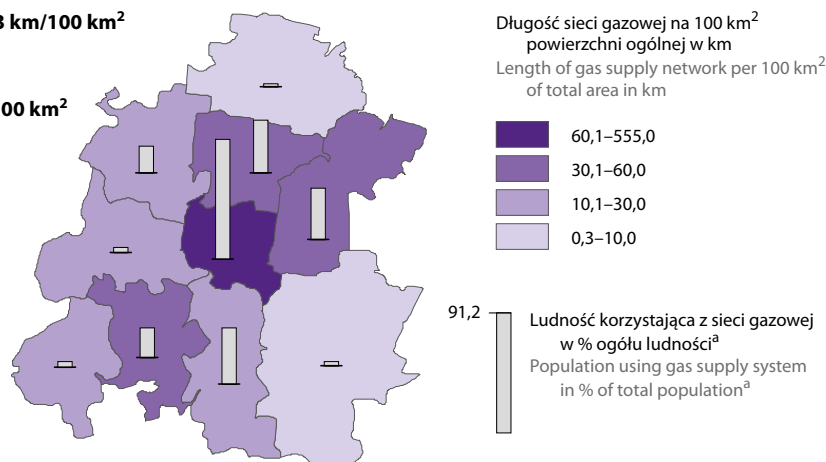 3 km/100 km²
00 km²
Długość sieci gazowej na 100 km²
powierzchni ogólnej w km
Length of gas supply network per 100 km²
of total area in km
60,1–555,0
30,1–60,0
10,1–30,0
0,3–10,0
91,2
Ludność korzystająca z sieci gazowej
w % ogółu ludnościᵃ
Population using gas supply system
in % of total populationᵃ